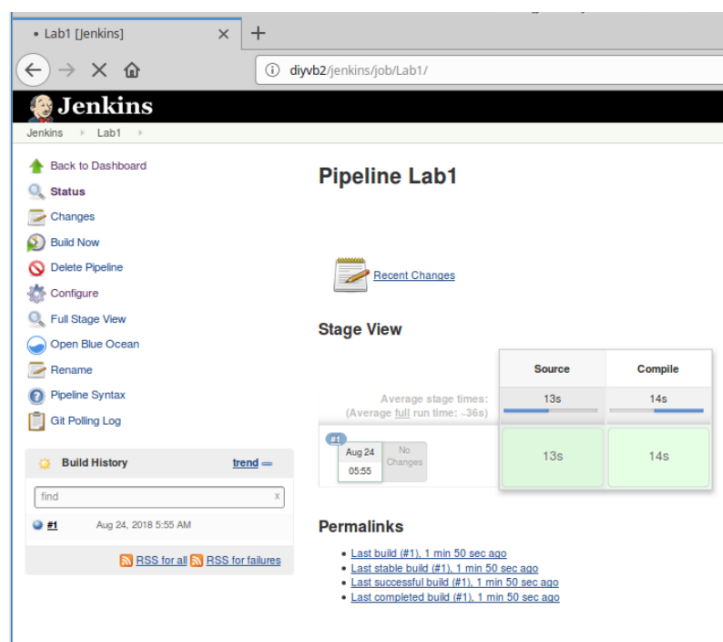 • Lab1 [Jenkins] × +
diyvb2/jenkins/job/Lab1/
Jenkins
Jenkins › Lab1 ›
Back to Dashboard
Status
Changes
Build Now
Delete Pipeline
Configure
Full Stage View
Open Blue Ocean
Rename
Pipeline Syntax
Git Polling Log
Build History trend
find x
#1 Aug 24, 2018 5:55 AM
RSS for all RSS for failures
Pipeline Lab1
Recent Changes
Stage View
Source Compile
Average stage times: 13s 14s
(Average full run time: ~36s)
#1
Aug 24
05:55
No
Changes
13s 14s
Permalinks
• Last build (#1), 1 min 50 sec ago
• Last stable build (#1), 1 min 50 sec ago
• Last successful build (#1), 1 min 50 sec ago
• Last completed build (#1), 1 min 50 sec ago